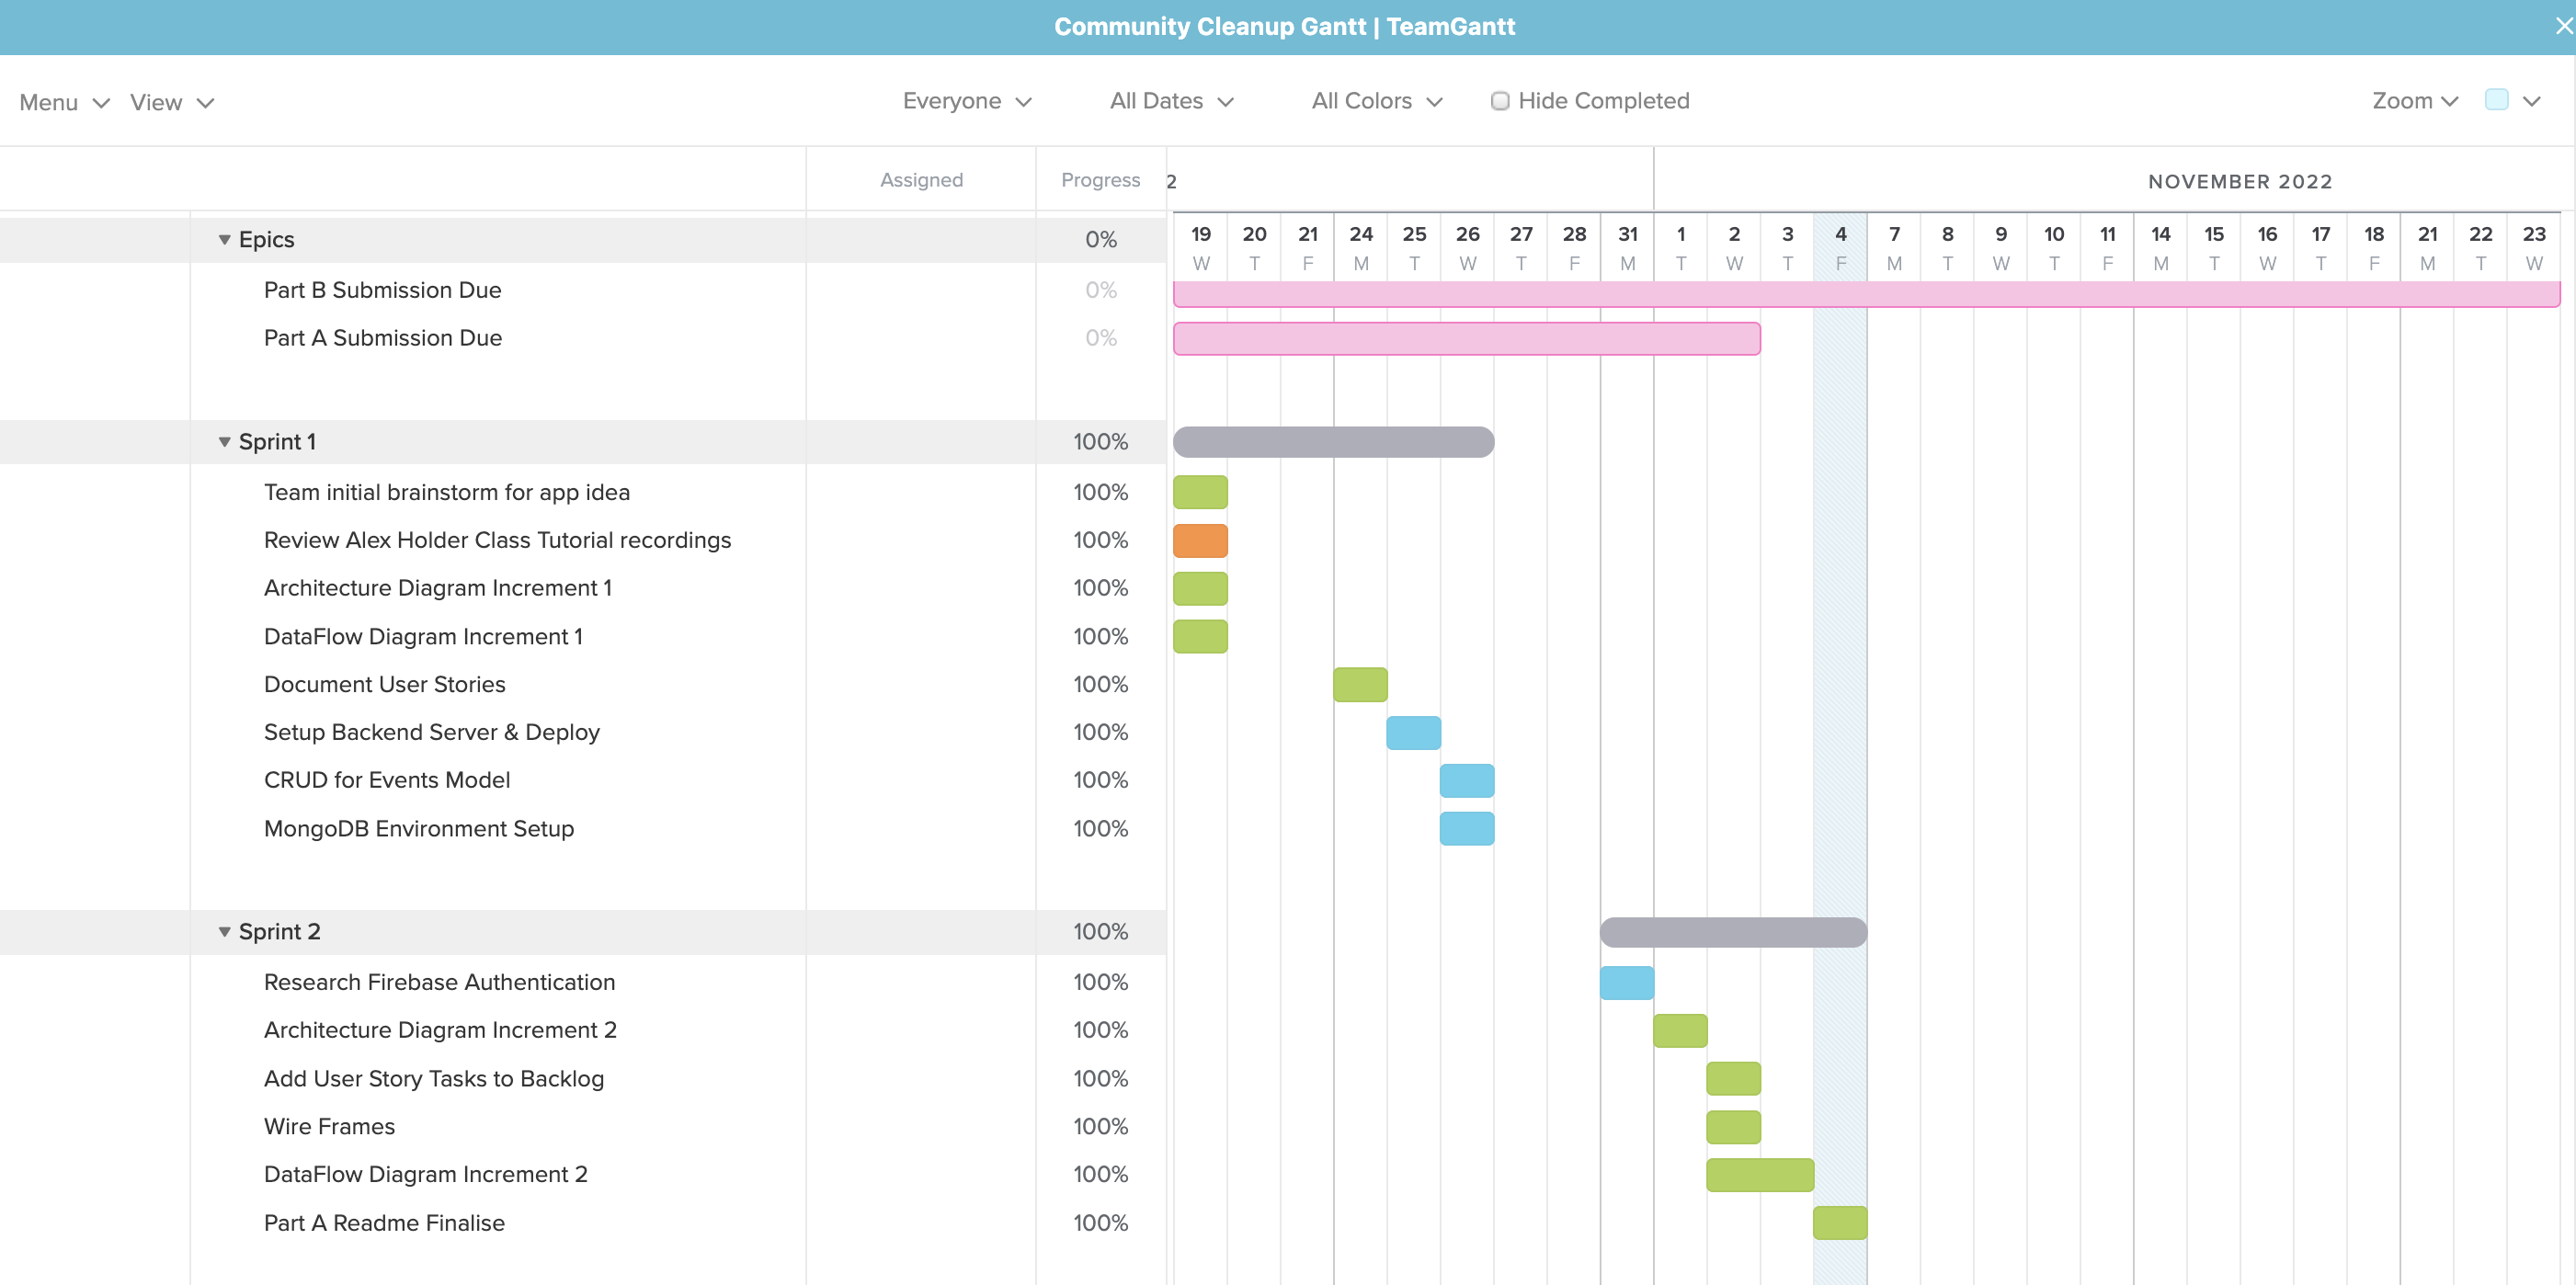 Community Cleanup Gantt | TeamGantt
Menu View Everyone All Dates All Colors Hide Completed Zoom
Assigned Progress 2 NOVEMBER 2022
19 20 21 24 25 26 27 28 31 1 2 3 4 7 8 9 10 11 14 15 16 17 18 21 22 23
W T F M T W T F M T W T F M T W T F M T W T F M T W
Epics 0%
Part B Submission Due 0%
Part A Submission Due 0%
Sprint 1 100%
Team initial brainstorm for app idea 100%
Review Alex Holder Class Tutorial recordings 100%
Architecture Diagram Increment 1 100%
DataFlow Diagram Increment 1 100%
Document User Stories 100%
Setup Backend Server & Deploy 100%
CRUD for Events Model 100%
MongoDB Environment Setup 100%
Sprint 2 100%
Research Firebase Authentication 100%
Architecture Diagram Increment 2 100%
Add User Story Tasks to Backlog 100%
Wire Frames 100%
DataFlow Diagram Increment 2 100%
Part A Readme Finalise 100%